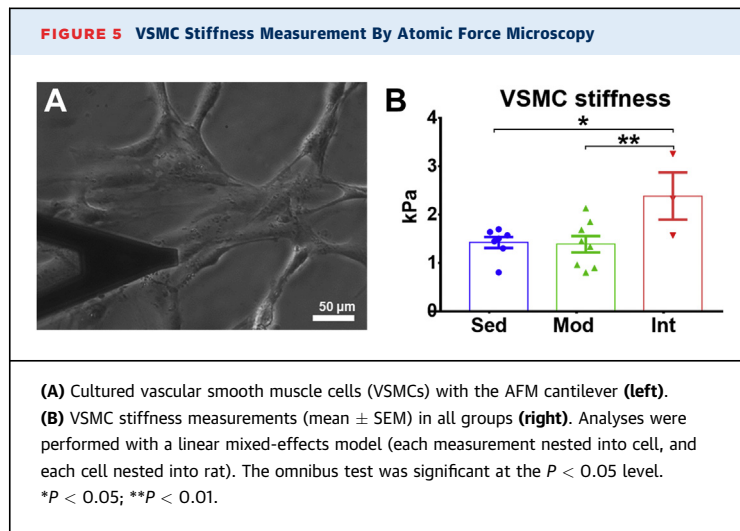 FIGURE 5 VSMC Stiffness Measurement By Atomic Force Microscopy
A
50 µm
B
VSMC stiffness
*
**
kPa
4
3
2
1
0
Sed Mod Int
(A) Cultured vascular smooth muscle cells (VSMCs) with the AFM cantilever (left).
(B) VSMC stiffness measurements (mean ± SEM) in all groups (right). Analyses were
performed with a linear mixed-effects model (each measurement nested into cell, and
each cell nested into rat). The omnibus test was significant at the P < 0.05 level.
*P < 0.05; **P < 0.01.